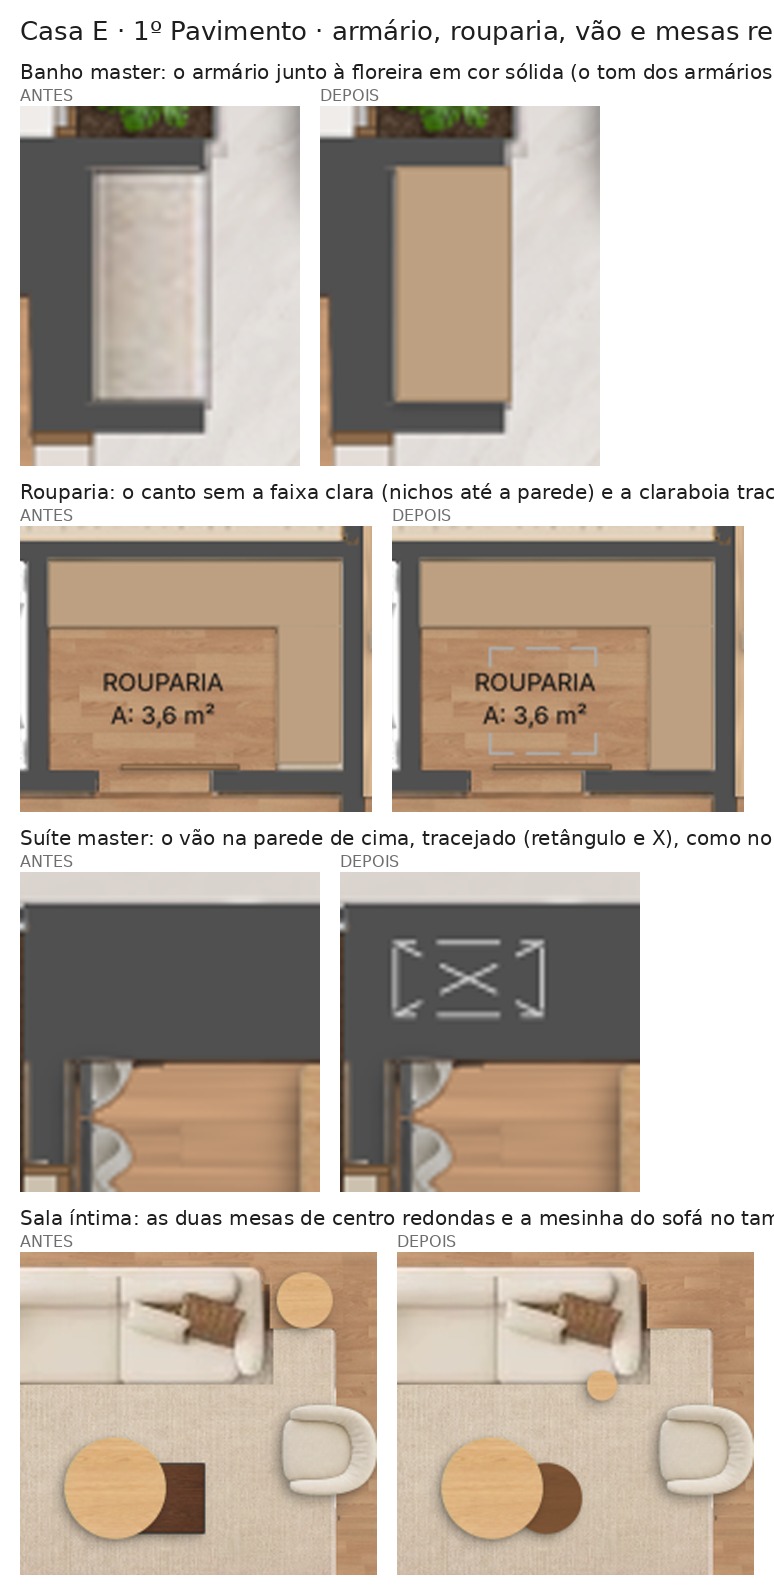 Casa E · 1º Pavimento · armário, rouparia, vão e mesas re
Banho master: o armário junto à floreira em cor sólida (o tom dos armários
ANTES
DEPOIS
Rouparia: o canto sem a faixa clara (nichos até a parede) e a claraboia trac
ANTES
DEPOIS
ROUPARIA
A: 3,6 m²
ROUPARIA
A: 3,6 m²
Suíte master: o vão na parede de cima, tracejado (retângulo e X), como no
ANTES
DEPOIS
Sala íntima: as duas mesas de centro redondas e a mesinha do sofá no tam
ANTES
DEPOIS